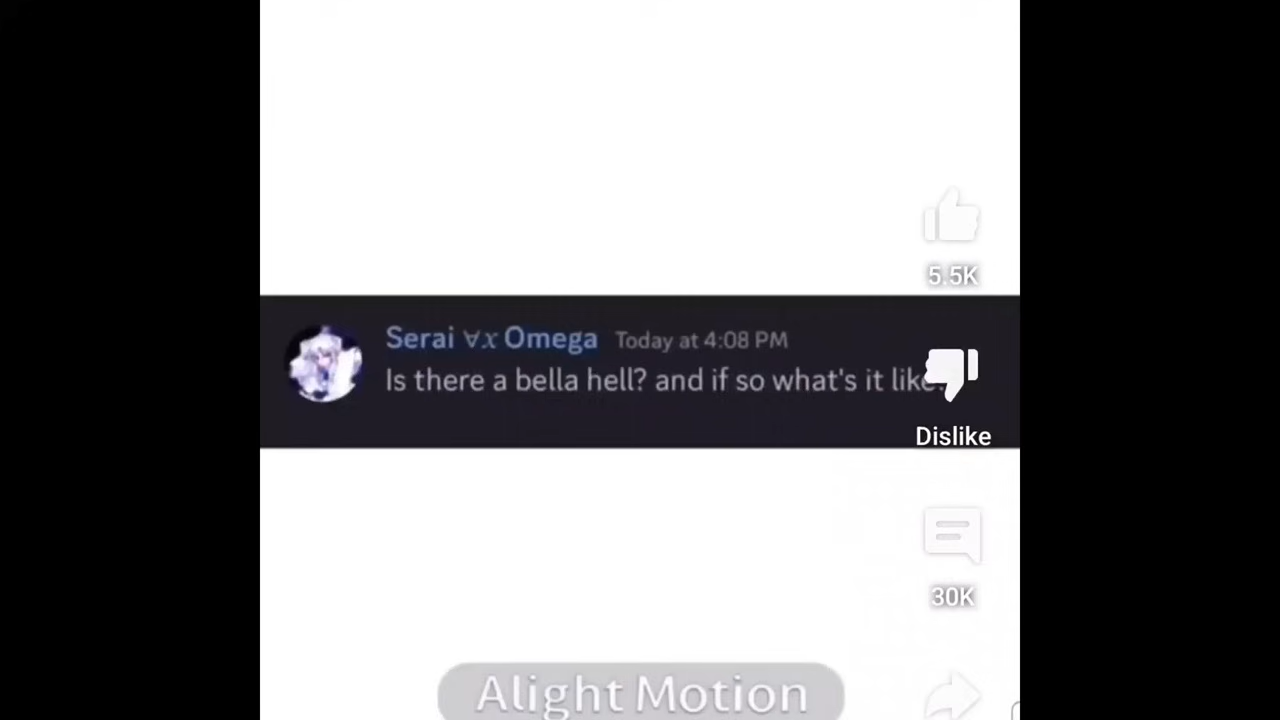 5.5K
Serai ∀x Omega Today at 4:08 PM
Is there a bella hell? and if so what's it like?
Dislike
30K
Alight Motion